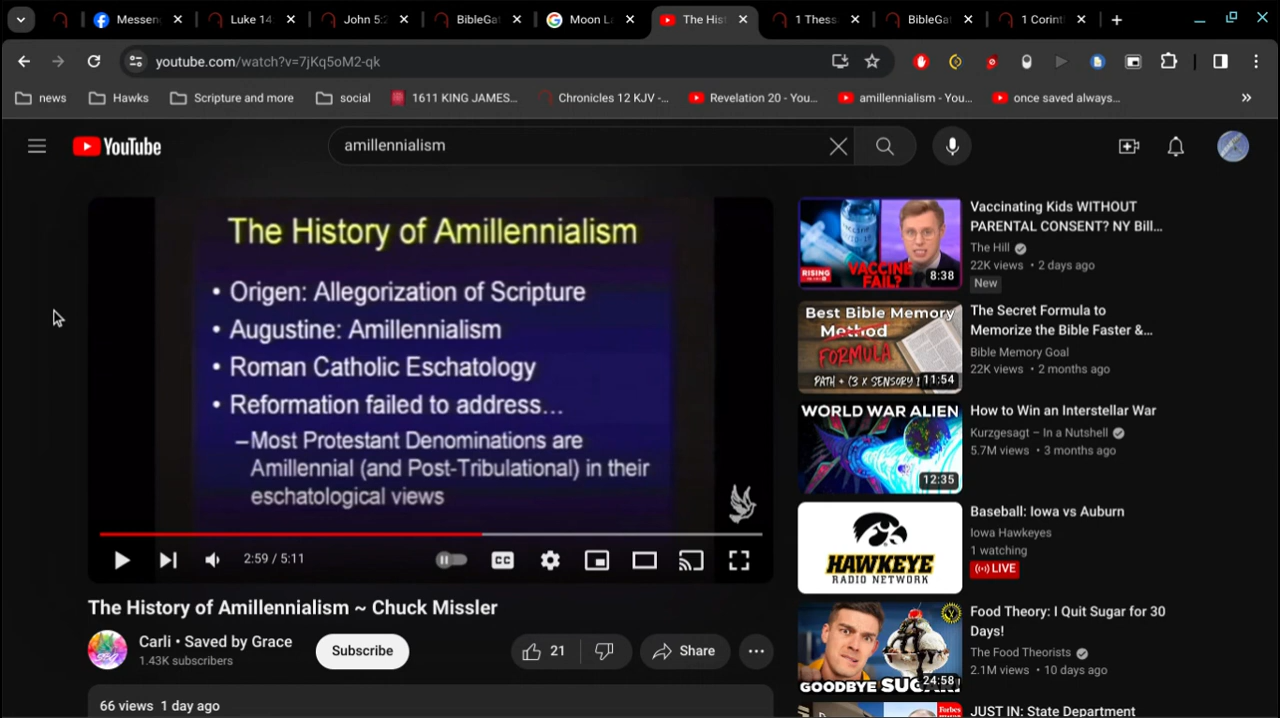 Messen
Luke 14:
John 5:2
BibleGat
Moon La
The Hist
1 Thess
BibleGat
1 Corint
youtube.com/watch?v=7jKq5oM2-qk
news
Hawks
Scripture and more
social
1611 KING JAMES...
Chronicles 12 KJV -...
Revelation 20 - You...
amillennialism - You...
once saved always...
YouTube
amillennialism
The History of Amillennialism
• Origen: Allegorization of Scripture
• Augustine: Amillennialism
• Roman Catholic Eschatology
• Reformation failed to address...
–Most Protestant Denominations are
Amillennial (and Post-Tribulational) in their
eschatological views
2:59 / 5:11
CC
The History of Amillennialism ~ Chuck Missler
Carli • Saved by Grace
1.43K subscribers
Subscribe
21
Share
66 views 1 day ago
COVID-19
RISING
VACCINE
FAIL?
8:38
Vaccinating Kids WITHOUT
PARENTAL CONSENT? NY Bill...
The Hill
22K views • 2 days ago
New
Best Bible Memory
Method
FORMULA
PATH + (3 x SENSORY
11:54
The Secret Formula to
Memorize the Bible Faster &...
Bible Memory Goal
22K views • 2 months ago
WORLD WAR ALIEN
12:35
How to Win an Interstellar War
Kurzgesagt – In a Nutshell
5.7M views • 3 months ago
HAWKEYE
RADIO NETWORK
Baseball: Iowa vs Auburn
Iowa Hawkeyes
1 watching
LIVE
GOODBYE SUGAR!
24:58
Food Theory: I Quit Sugar for 30
Days!
The Food Theorists
2.1M views • 10 days ago
Forbes
JUST IN: State Department